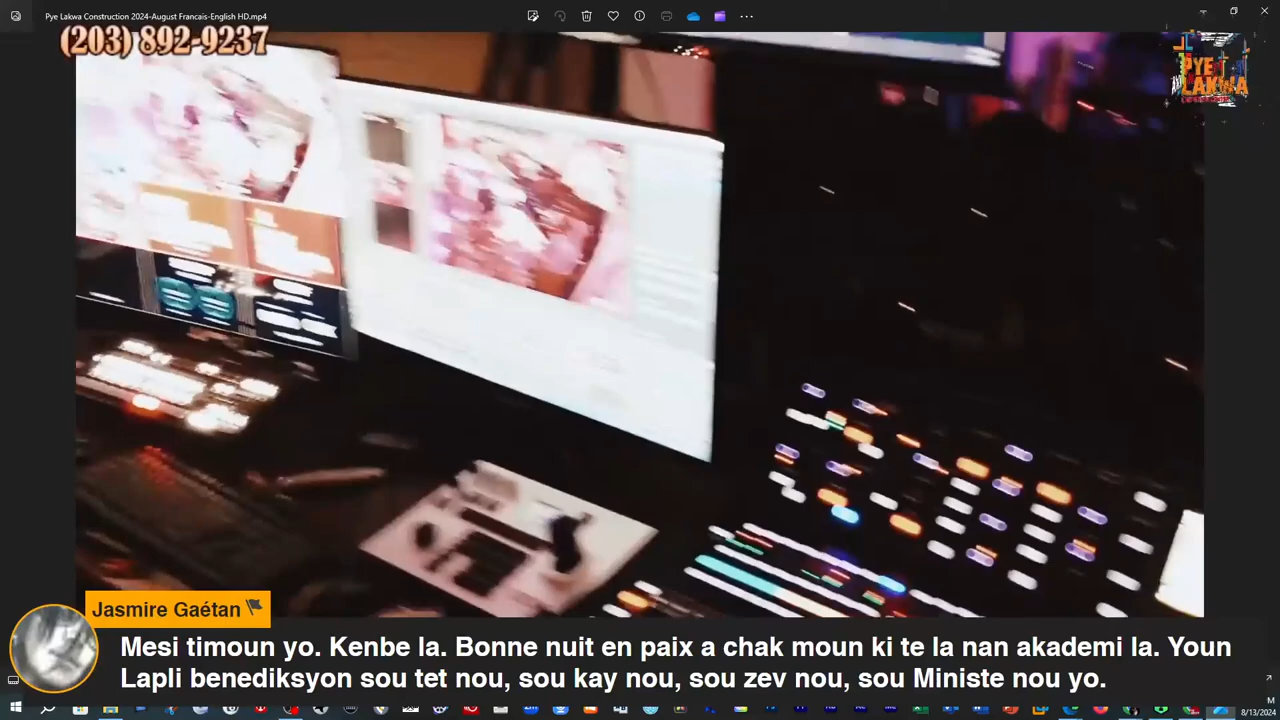 Pye Lakwa Construction 2024-August Francais-English HD.mp4
(203) 892-9237
PYE
LAKWA
Jasmire Gaétan
Mesi timoun yo. Kenbe la. Bonne nuit en paix a chak moun ki te la nan akademi la. Youn
Lapli benediksyon sou tet nou, sou kay nou, sou zev nou, sou Ministe nou yo.
M
8/13/2024